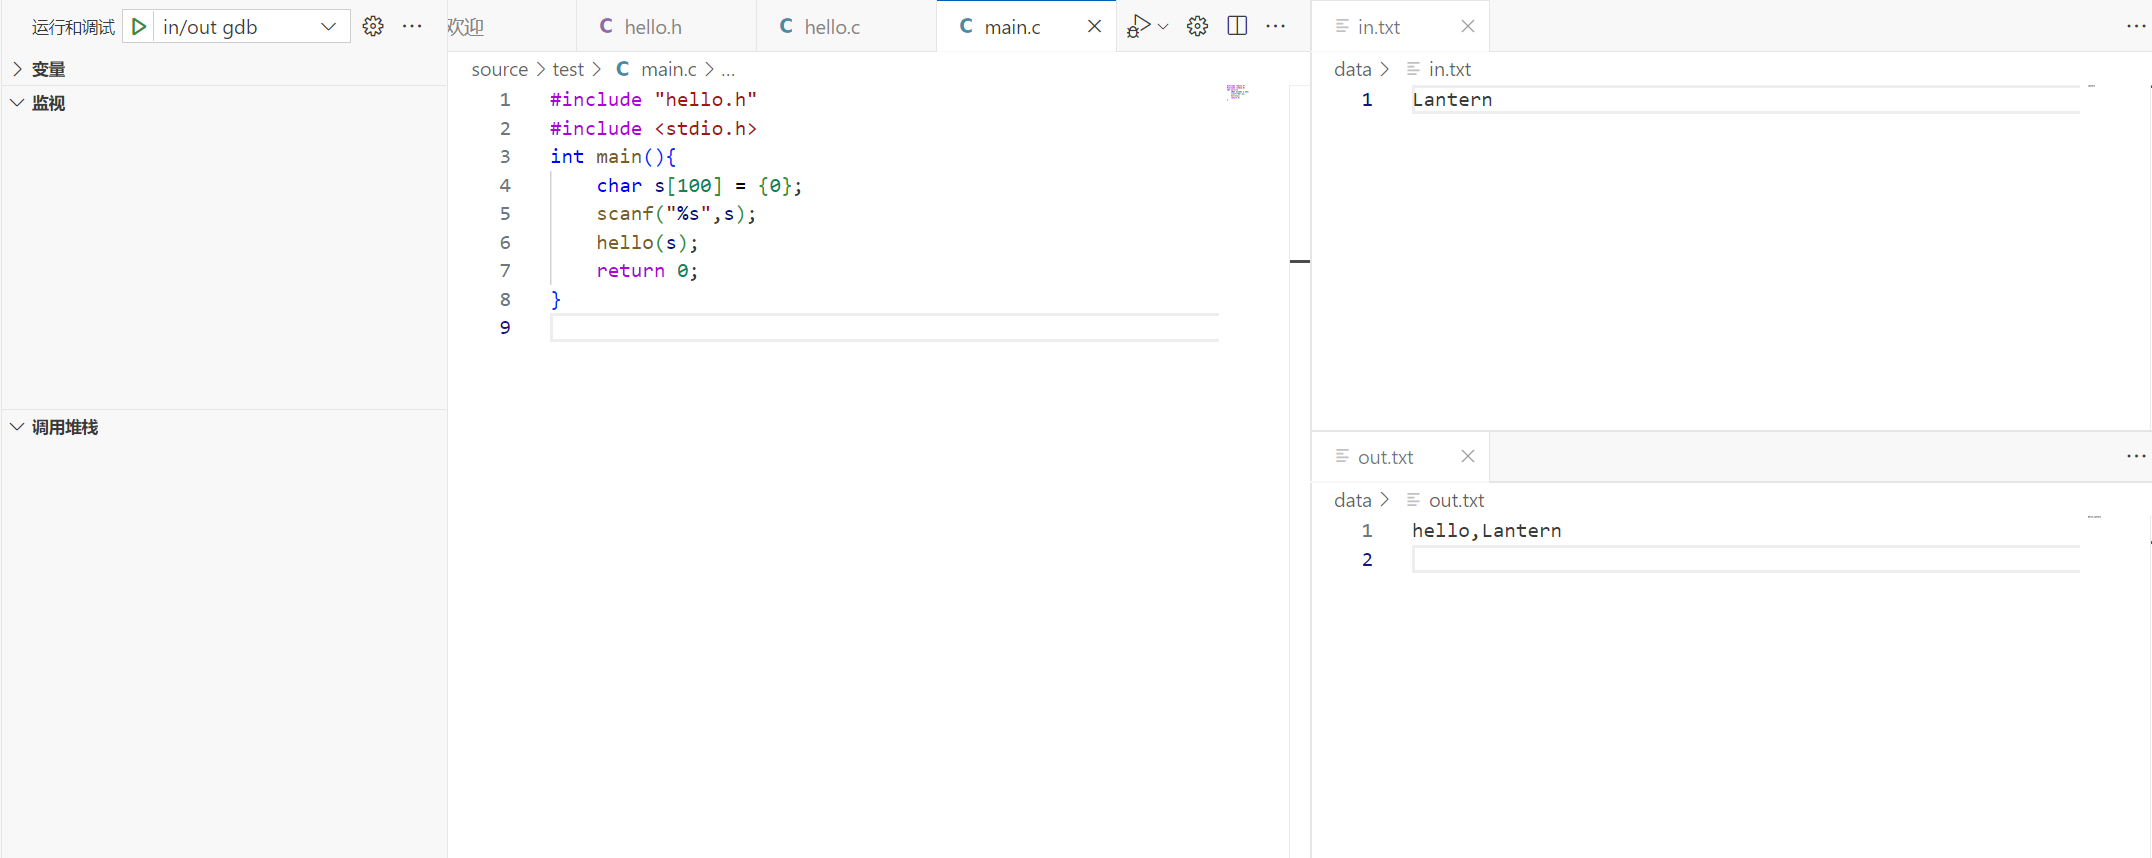 运行和调试 in/out gdb
变量
监视
调用堆栈
欢迎 hello.h hello.c main.c
source > test > C main.c > ...
1 #include "hello.h"
2 #include <stdio.h>
3 int main(){
4     char s[100] = {0};
5     scanf("%s",s);
6     hello(s);
7     return 0;
8 }
9
in.txt
data > in.txt
1 Lantern
out.txt
data > out.txt
1 hello,Lantern
2